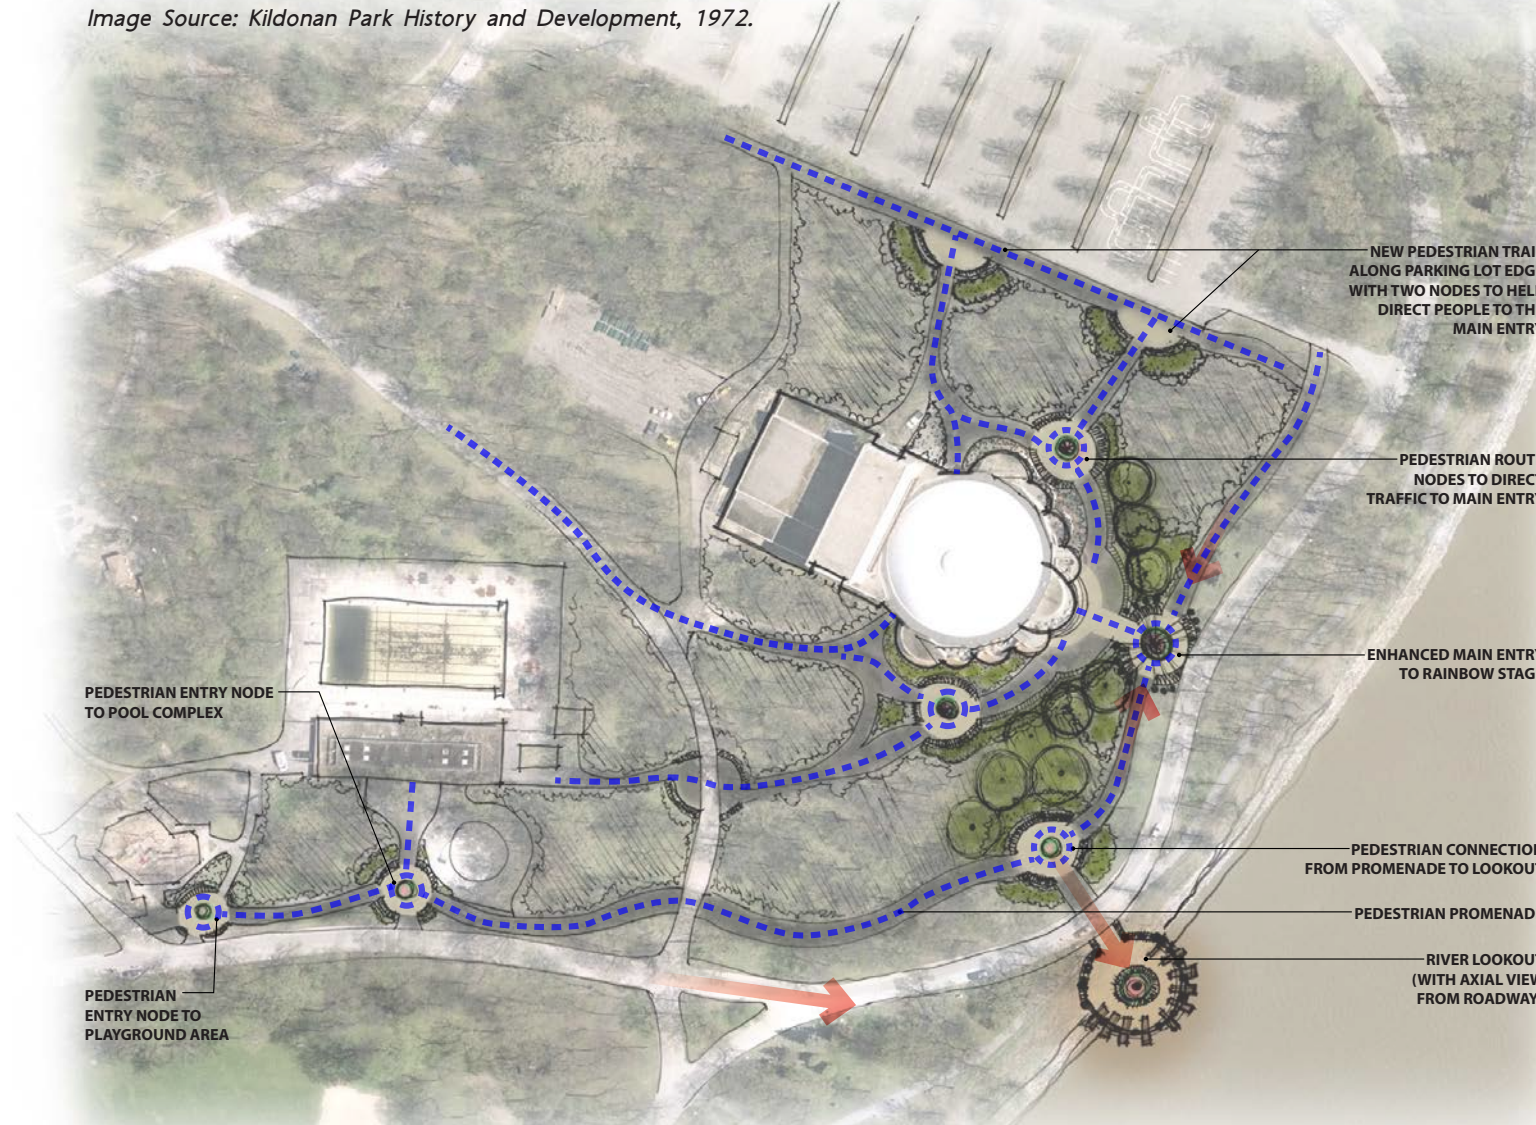 Image Source: Kildonan Park History and Development, 1972.
NEW PEDESTRIAN TRAI
ALONG PARKING LOT EDG
WITH TWO NODES TO HEL
DIRECT PEOPLE TO TH
MAIN ENTR
PEDESTRIAN ROUT
NODES TO DIREC
TRAFFIC TO MAIN ENTR
ENHANCED MAIN ENTR
TO RAINBOW STAG
PEDESTRIAN ENTRY NODE
TO POOL COMPLEX
PEDESTRIAN CONNECTION
FROM PROMENADE TO LOOKOU
PEDESTRIAN PROMENAD
RIVER LOOKOU
(WITH AXIAL VIEW
FROM ROADWAY
PEDESTRIAN
ENTRY NODE TO
PLAYGROUND AREA